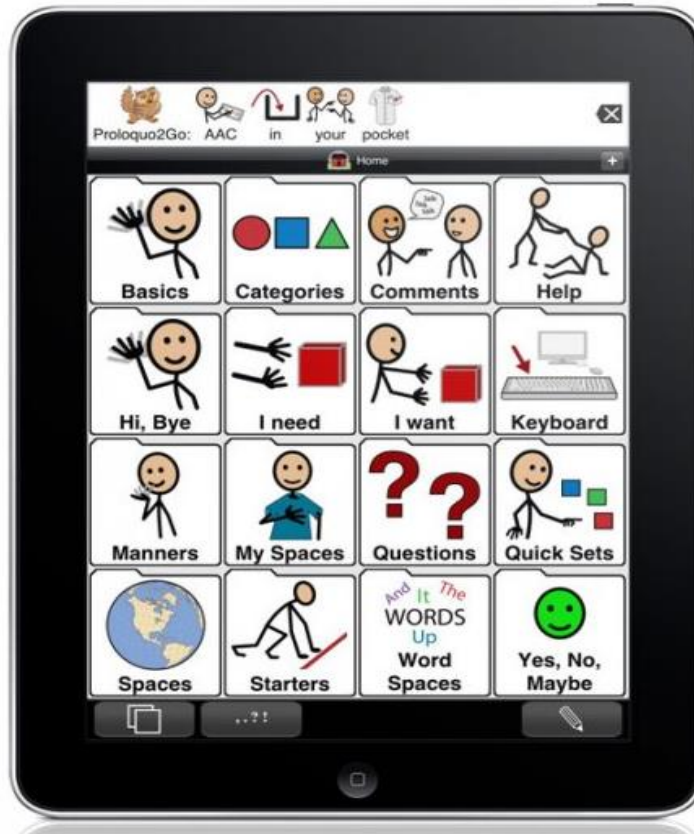 Proloquo2Go: AAC in your pocket
Home
Basics Categories Comments Help
Hi, Bye I need I want Keyboard
Manners My Spaces Questions Quick Sets
And It The
WORDS
Up
Spaces Starters Word Spaces Yes, No, Maybe
,.?!